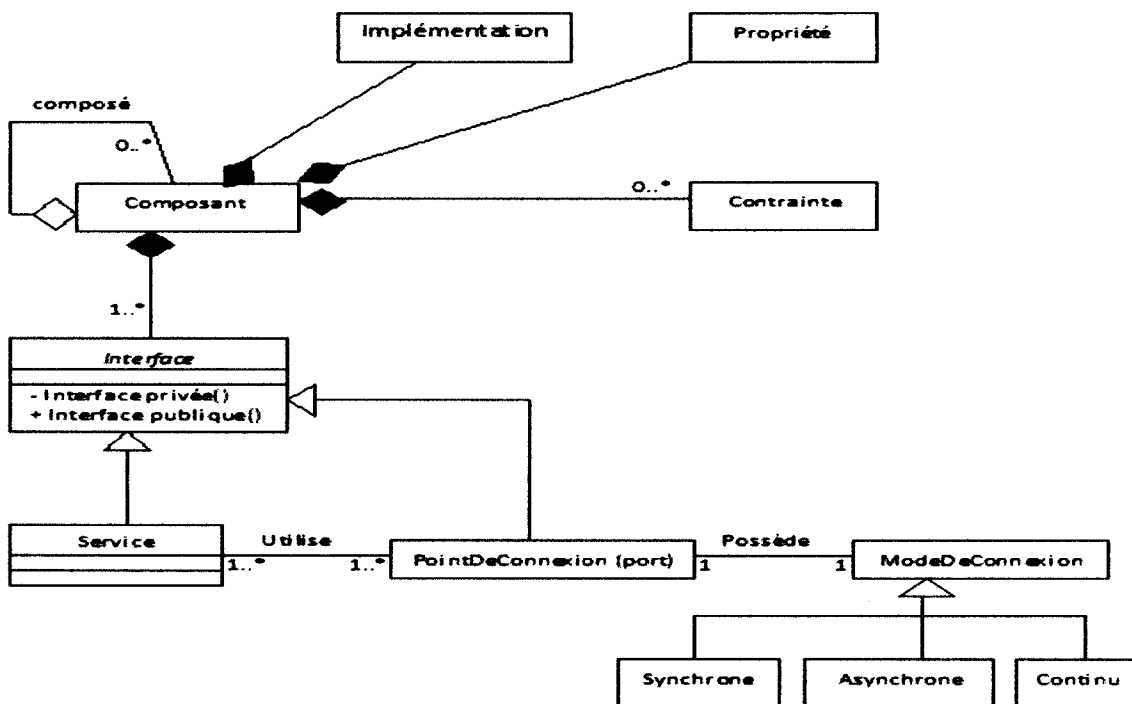 Implémentation
Propriété
composé
0..*
Composant
0..*
Contrainte
1..*
Interface
- Interface privée()
+ Interface publique()
Service
Utilise
1..*
1..*
PointDeConnexion (port)
Possède
1
1
ModeDeConnexion
Synchrone
Asynchrone
Continu